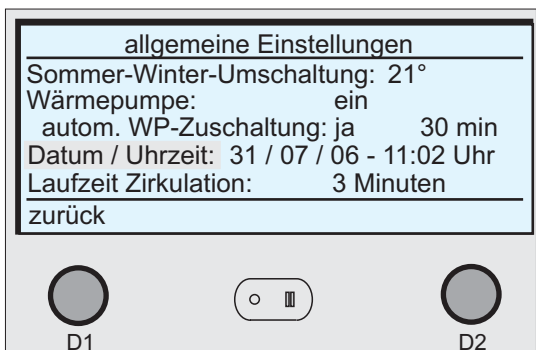 allgemeine Einstellungen
Sommer-Winter-Umschaltung: 21°
Wärmepumpe: ein
autom. WP-Zuschaltung: ja 30 min
Datum / Uhrzeit: 31 / 07 / 06 - 11:02 Uhr
Laufzeit Zirkulation: 3 Minuten
zurück
D1 D2